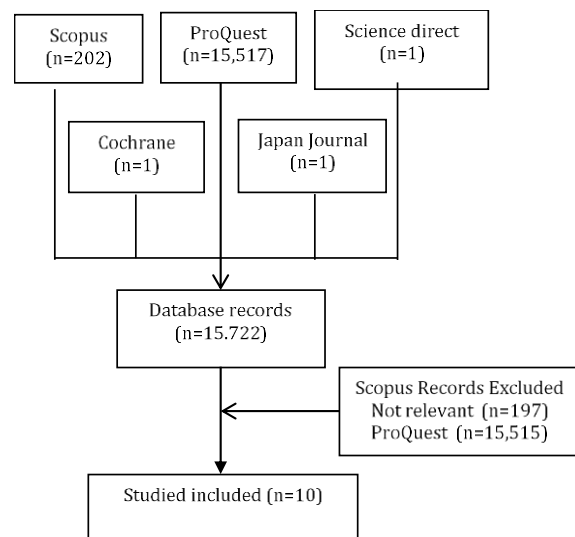 Scopus
(n=202)
ProQuest
(n=15,517)
Science direct
(n=1)
Cochrane
(n=1)
Japan Journal
(n=1)
Database records
(n=15.722)
Scopus Records Excluded
Not relevant (n=197)
ProQuest (n=15,515)
Studied included (n=10)